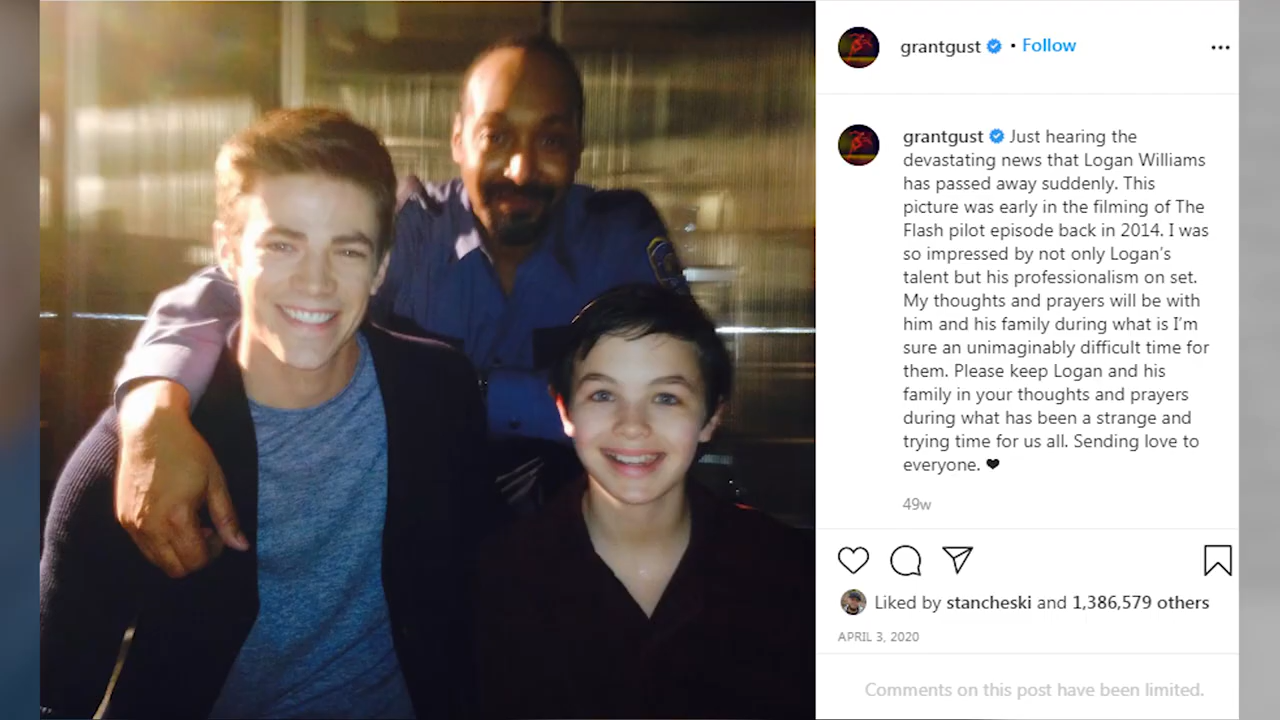 grantgust • Follow
grantgust Just hearing the
devastating news that Logan Williams
has passed away suddenly. This
picture was early in the filming of The
Flash pilot episode back in 2014. I was
so impressed by not only Logan’s
talent but his professionalism on set.
My thoughts and prayers will be with
him and his family during what is I’m
sure an unimaginably difficult time for
them. Please keep Logan and his
family in your thoughts and prayers
during what has been a strange and
trying time for us all. Sending love to
everyone. ❤
49w
Liked by stancheski and 1,386,579 others
APRIL 3, 2020
Comments on this post have been limited.